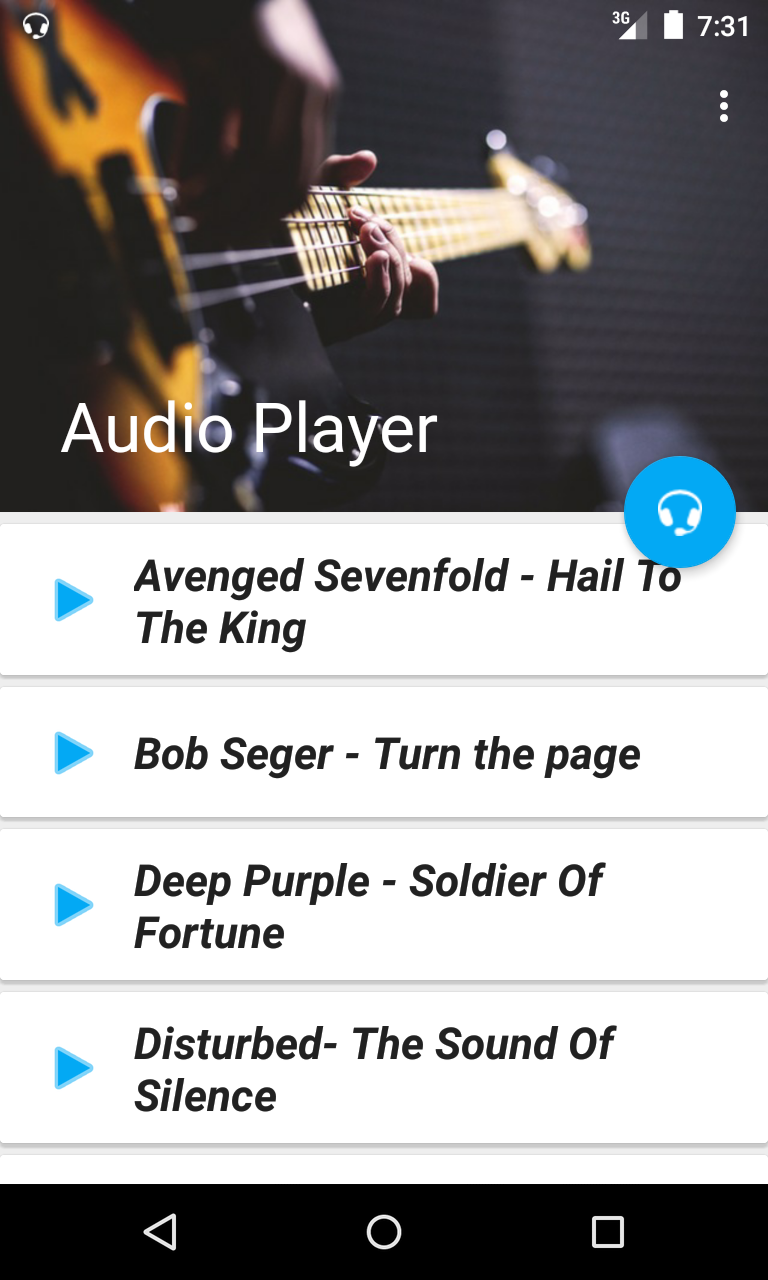 3G 7:31
Audio Player
Avenged Sevenfold - Hail To
The King
Bob Seger - Turn the page
Deep Purple - Soldier Of
Fortune
Disturbed- The Sound Of
Silence